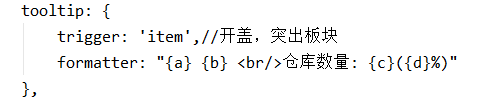 tooltip: {
trigger: 'item',//开盖，突出板块
formatter: "{a} {b} <br/>仓库数量: {c}({d}%)"
},